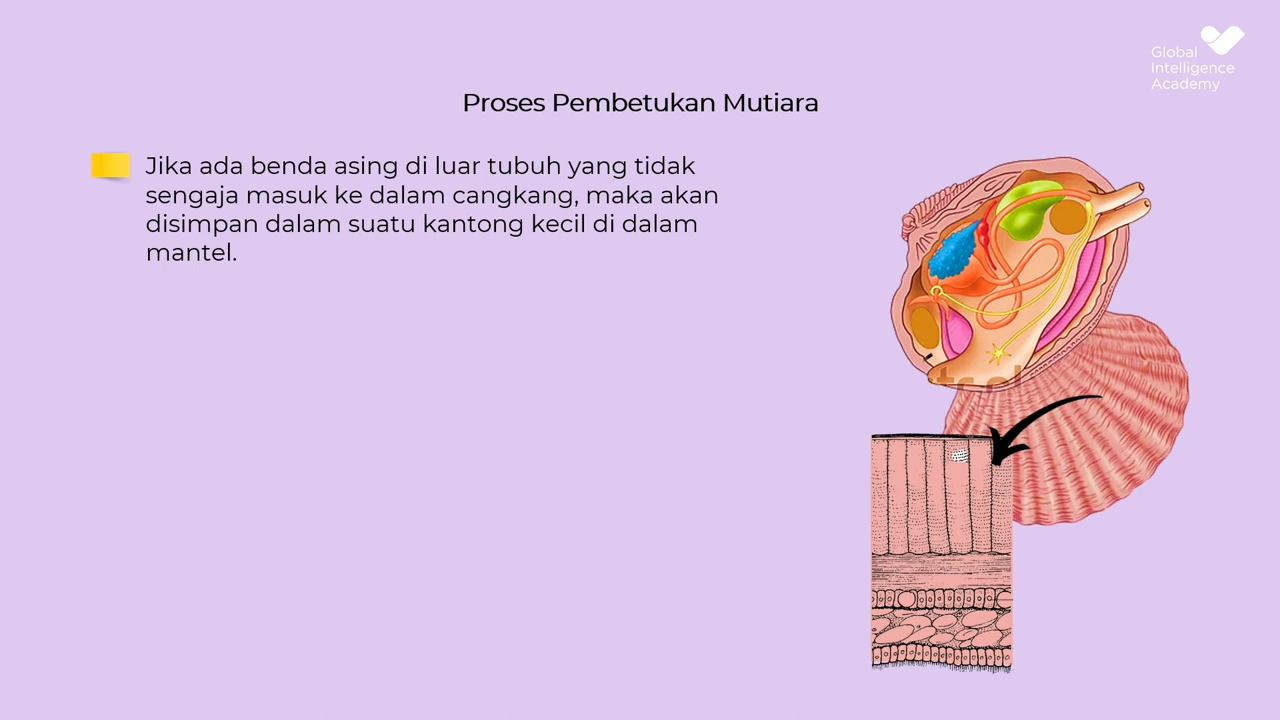 Global
Intelligence
Academy
Proses Pembetukan Mutiara
Jika ada benda asing di luar tubuh yang tidak
sengaja masuk ke dalam cangkang, maka akan
disimpan dalam suatu kantong kecil di dalam
mantel.